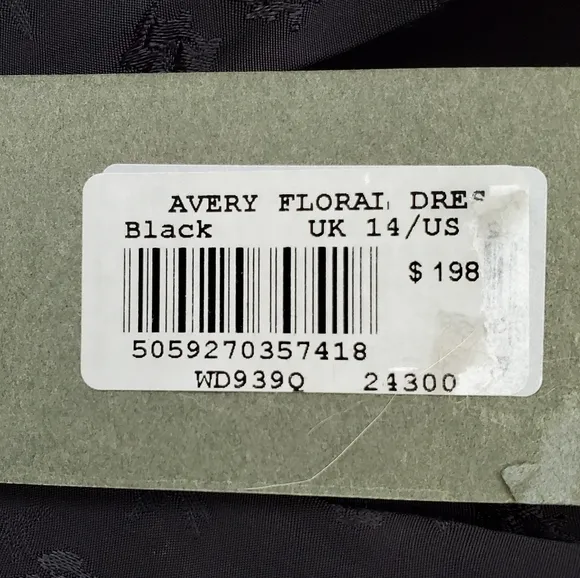 AVERY FLORAL DRES
Black UK 14/US
$ 198
5059270357418
WD939Q 24300